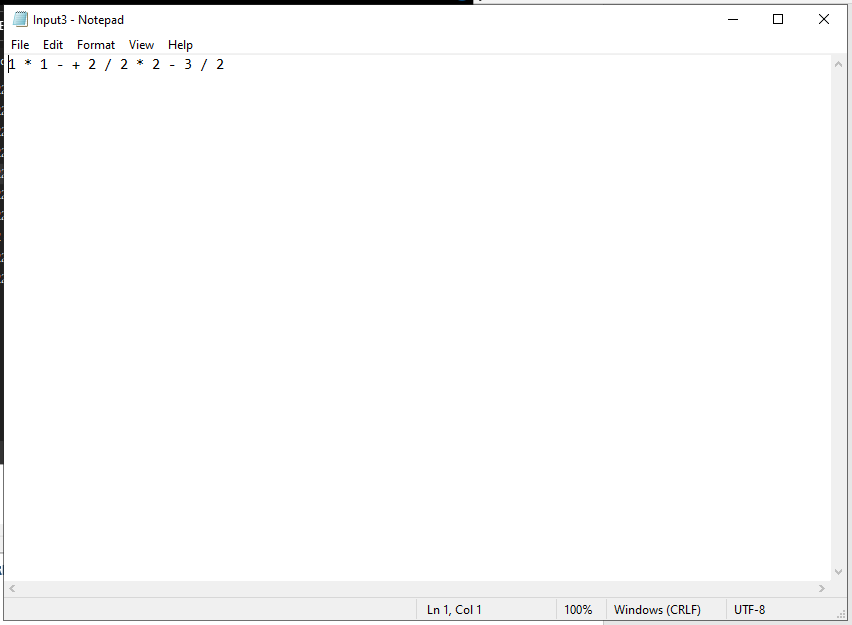 Input3 - Notepad
File Edit Format View Help
1 * 1 - + 2 / 2 * 2 - 3 / 2
Ln 1, Col 1 100% Windows (CRLF) UTF-8